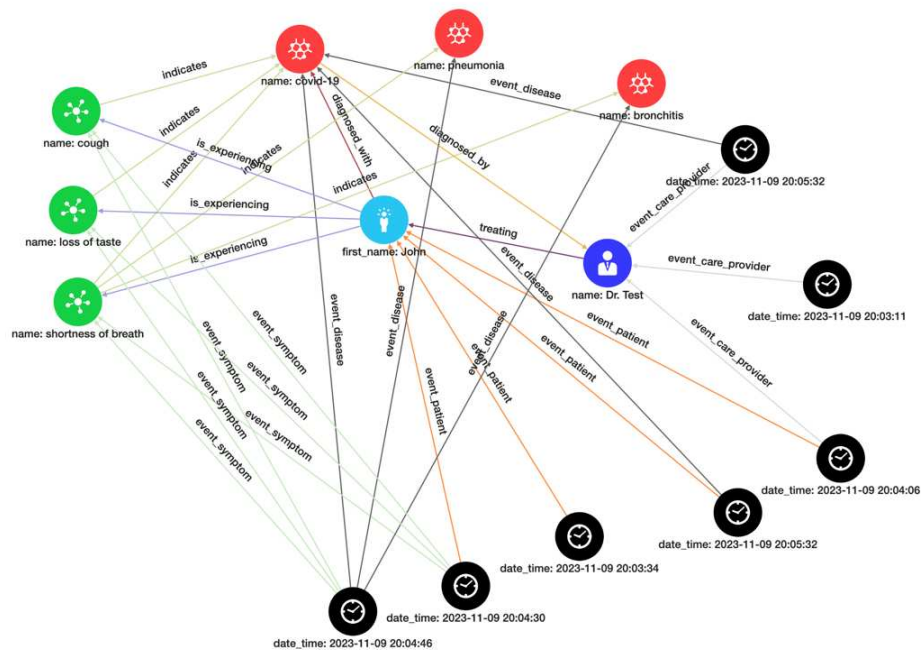 name: covid-19
name: pneumonia
name: bronchitis
indicates
event_disease
name: cough
indicates
diagnosed_with
diagnosed_by
is_experiencing
indicates
indicates
indicates
date_time: 2023-11-09 20:05:32
event_care_provider
name: loss of taste
is_experiencing
first_name: John
treating
event_care_provider
is_experiencing
name: Dr. Test
date_time: 2023-11-09 20:03:11
name: shortness of breath
event_disease
event_disease
event_disease
event_disease
event_patient
event_care_provider
event_symptom
event_symptom
event_symptom
event_symptom
event_symptom
event_symptom
event_patient
event_patient
event_patient
date_time: 2023-11-09 20:04:06
date_time: 2023-11-09 20:05:32
date_time: 2023-11-09 20:03:34
date_time: 2023-11-09 20:04:30
date_time: 2023-11-09 20:04:46